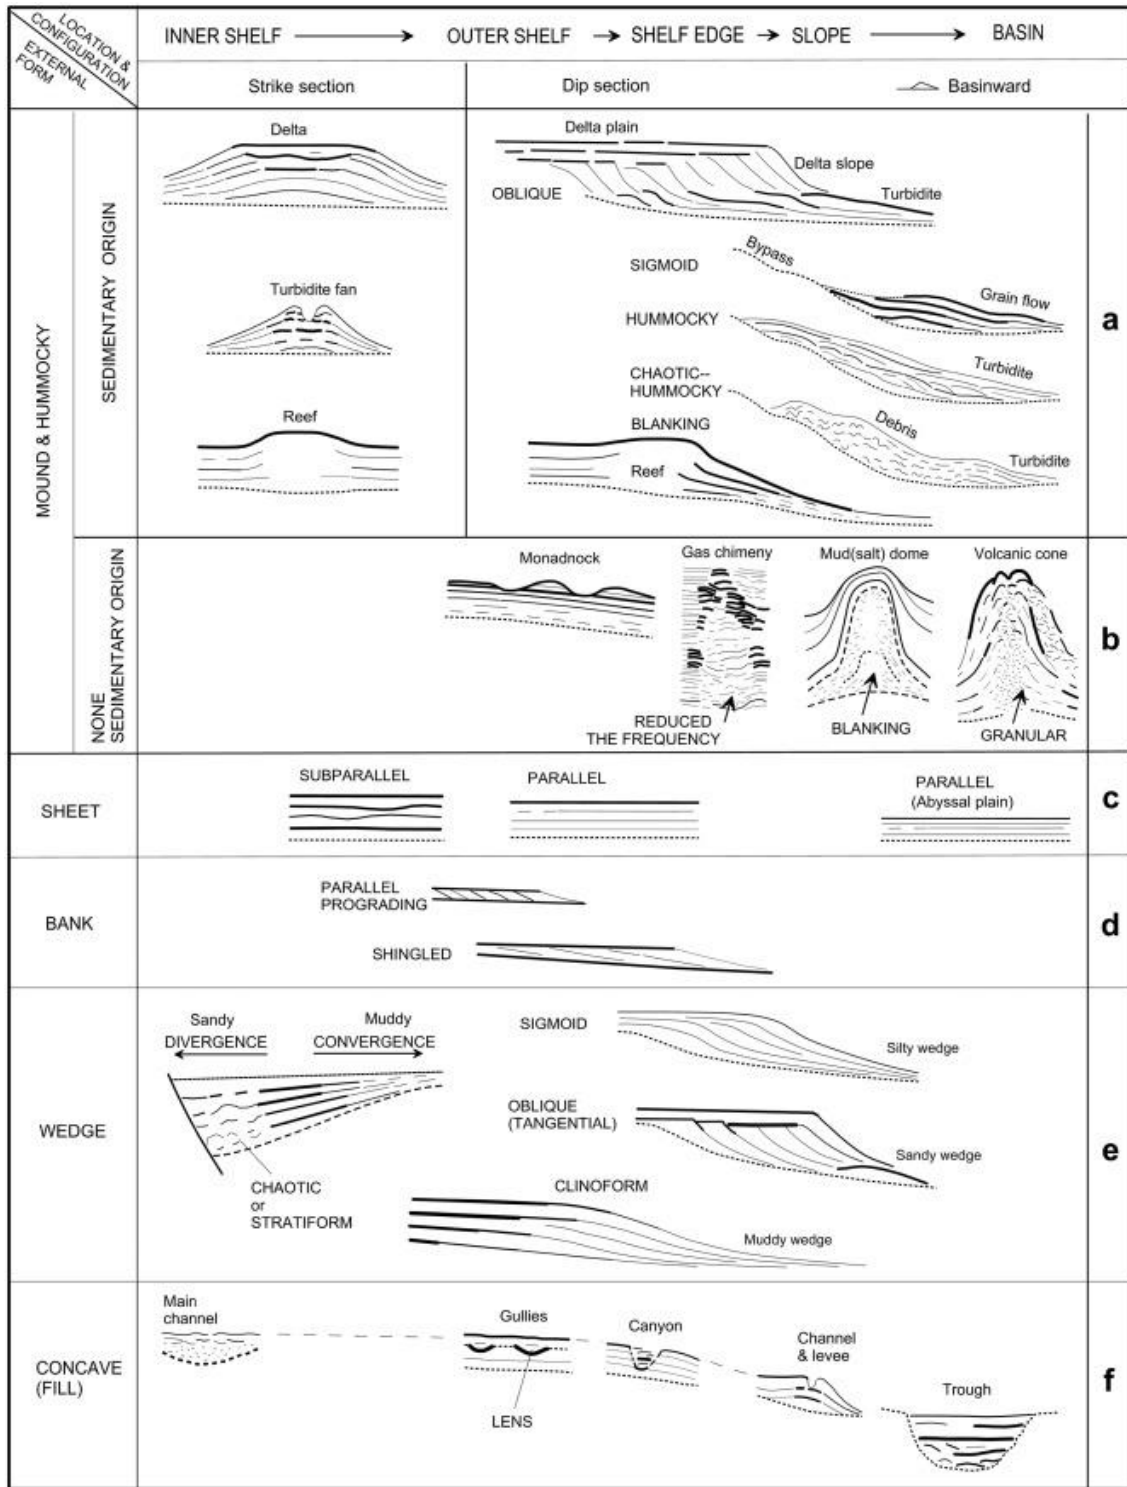 LOCATION &
CONFIGURATION
EXTERNAL
FORM
INNER SHELF
OUTER SHELF
SHELF EDGE
SLOPE
BASIN
Strike section
Dip section
Basinward
MOUND & HUMMOCKY
SEDIMENTARY ORIGIN
Delta
Delta plain
Delta slope
OBLIQUE
Turbidite
Bypass
SIGMOID
Turbidite fan
Grain flow
HUMMOCKY
a
Turbidite
CHAOTIC--
HUMMOCKY
Reef
BLANKING
Debris
Reef
Turbidite
NONE
SEDIMENTARY ORIGIN
Monadnock
Gas chimeny
Mud(salt) dome
Volcanic cone
b
REDUCED
THE FREQUENCY
BLANKING
GRANULAR
SHEET
SUBPARALLEL
PARALLEL
PARALLEL
(Abyssal plain)
c
BANK
PARALLEL
PROGRADING
SHINGLED
d
WEDGE
Sandy
DIVERGENCE
Muddy
CONVERGENCE
SIGMOID
Silty wedge
OBLIQUE
(TANGENTIAL)
Sandy wedge
e
CHAOTIC
or
STRATIFORM
CLINOFORM
Muddy wedge
CONCAVE
(FILL)
Main
channel
Gullies
Canyon
Channel
& levee
Trough
LENS
f